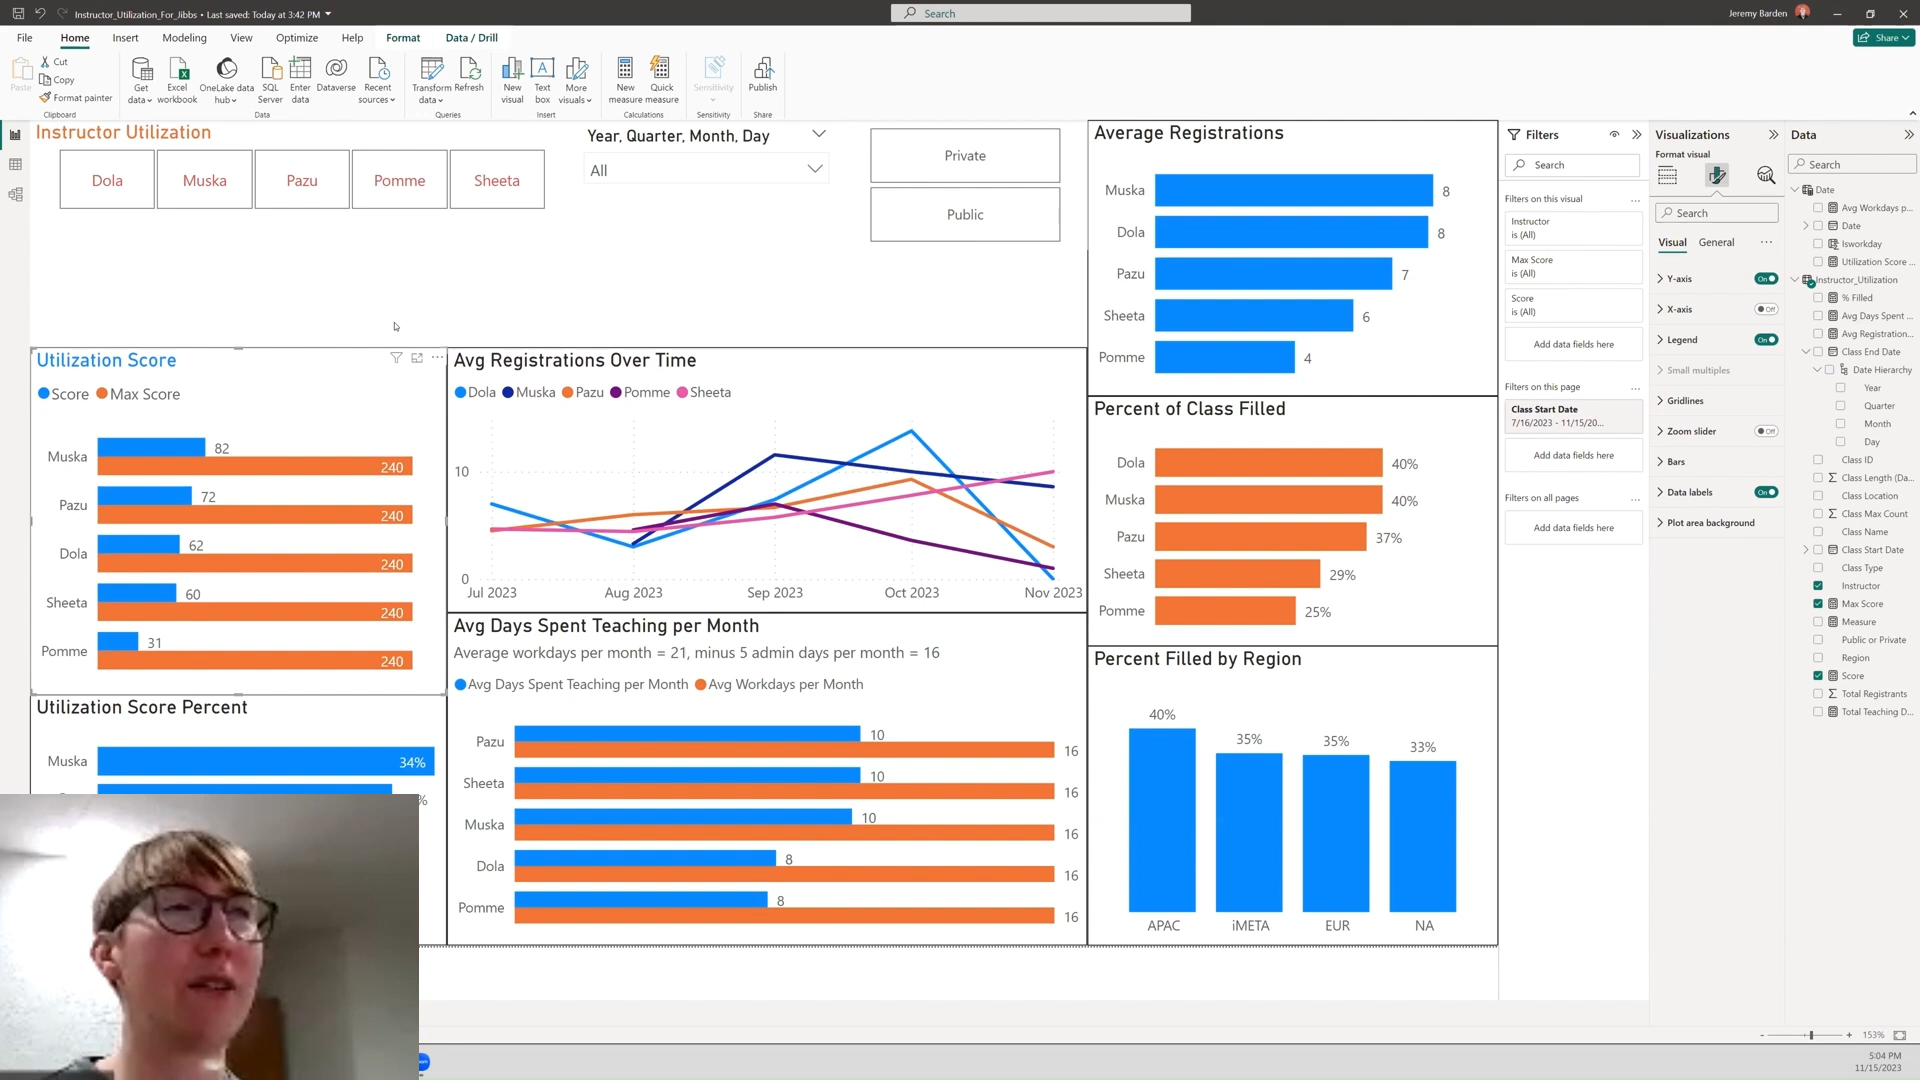 Instructor_Utilization_For_Jibbs • Last saved: Today at 3:42 PM
Search
Jeremy Barden
File Home Insert Modeling View Optimize Help Format Data / Drill
Share
Paste
Cut
Copy
Format painter
Clipboard
Get data
Excel workbook
OneLake data hub
SQL Server
Enter data
Dataverse
Recent sources
Data
Transform data
Refresh
Queries
New visual
Text box
More visuals
Insert
New measure
Quick measure
Calculations
Sensitivity
Sensitivity
Publish
Share
Instructor Utilization
Dola Muska Pazu Pomme Sheeta
Year, Quarter, Month, Day
All
Private
Public
Utilization Score
Score Max Score
Muska 82 240
Pazu 72 240
Dola 62 240
Sheeta 60 240
Pomme 31 240
Utilization Score Percent
Muska 34%
%
Avg Registrations Over Time
Dola Muska Pazu Pomme Sheeta
10
0
Jul 2023 Aug 2023 Sep 2023 Oct 2023 Nov 2023
Avg Days Spent Teaching per Month
Average workdays per month = 21, minus 5 admin days per month = 16
Avg Days Spent Teaching per Month Avg Workdays per Month
Pazu 10 16
Sheeta 10 16
Muska 10 16
Dola 8 16
Pomme 8 16
Average Registrations
Muska 8
Dola 8
Pazu 7
Sheeta 6
Pomme 4
Percent of Class Filled
Dola 40%
Muska 40%
Pazu 37%
Sheeta 29%
Pomme 25%
Percent Filled by Region
40% 35% 35% 33%
APAC iMETA EUR NA
Filters
Search
Filters on this visual ...
Instructor
is (All)
Max Score
is (All)
Score
is (All)
Add data fields here
Filters on this page ...
Class Start Date
7/16/2023 - 11/15/20...
Add data fields here
Filters on all pages ...
Add data fields here
Visualizations
Format visual
Search
Visual General ...
Y-axis On
X-axis Off
Legend On
Small multiples
Gridlines
Zoom slider Off
Bars
Data labels On
Plot area background
Data
Search
Date
Avg Workdays p...
Date
Isworkday
Utilization Score ...
Instructor_Utilization
% Filled
Avg Days Spent ...
Avg Registration...
Class End Date
Date Hierarchy
Year
Quarter
Month
Day
Class ID
Class Length (Da...
Class Location
Class Max Count
Class Name
Class Start Date
Class Type
Instructor
Max Score
Measure
Public or Private
Region
Score
Total Registrants
Total Teaching D...
- + 153%
5:04 PM
11/15/2023